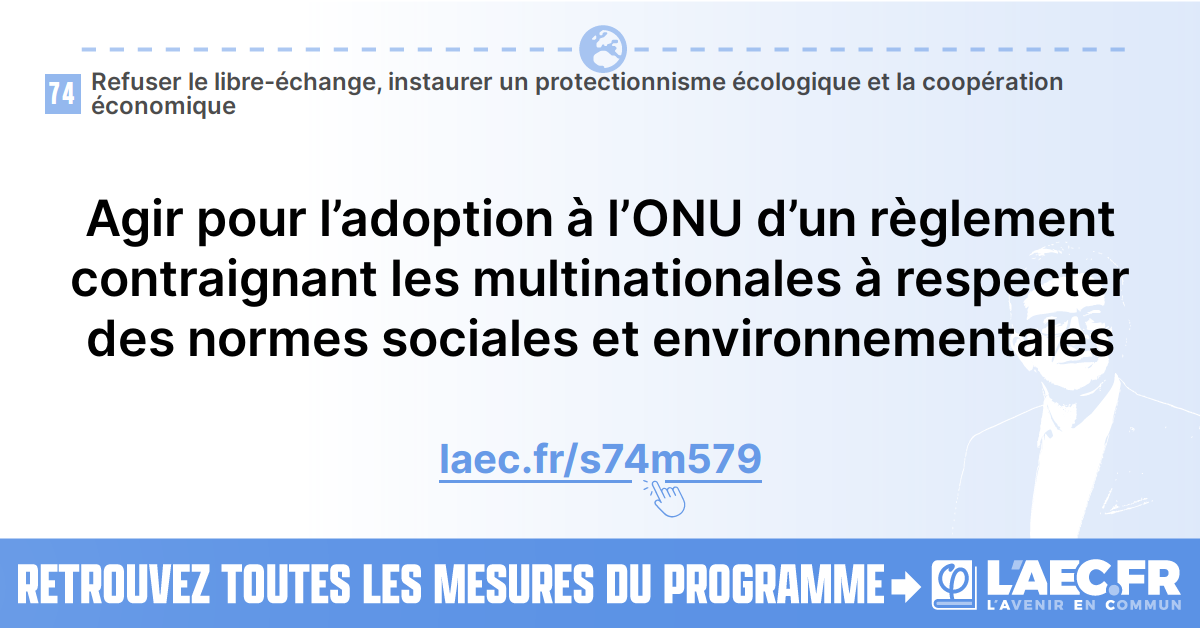 74
Refuser le libre-échange, instaurer un protectionnisme écologique et la coopération
économique
Agir pour l’adoption à l’ONU d’un règlement
contraignant les multinationales à respecter
des normes sociales et environnementales
laec.fr/s74m579
RETROUVEZ TOUTES LES MESURES DU PROGRAMME
L'AEC.FR
L'AVENIR EN COMMUN